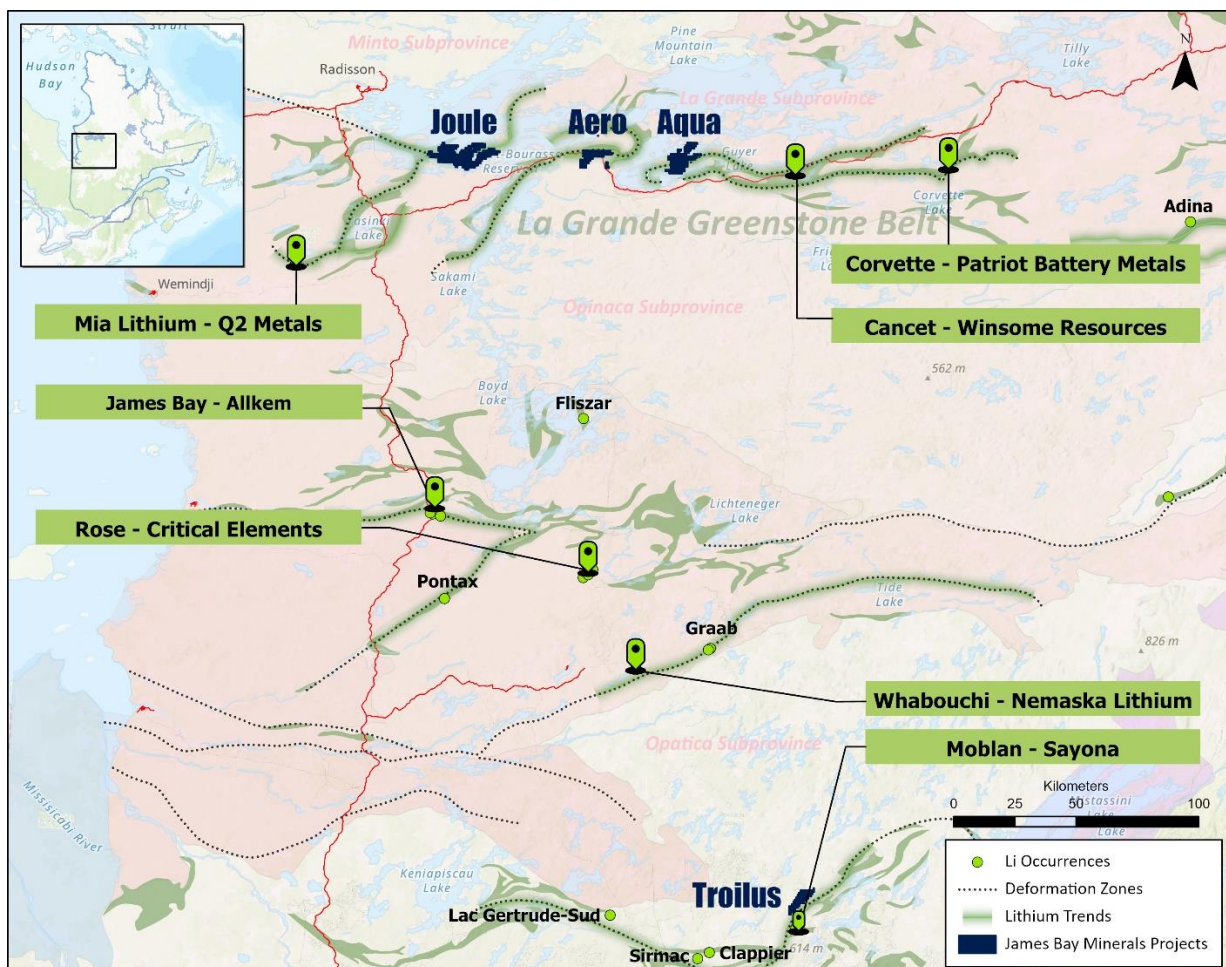 Strait
Hudson
Bay
Minto Subprovince
Pine
Mountain
Lake
Tilly
Lake
N
Radisson
La Grande Subprovince
Joule
Aero
Aqua
Guyer
Corvette
Lake
Adina
La Grande Greenstone Belt
Sakami
Lake
Wemindji
Corvette - Patriot Battery Metals
Mia Lithium - Q2 Metals
Opinaca Subprovince
Cancet - Winsome Resources
562 m
Boyd
Lake
James Bay - Allkem
Fliszar
Lichteneger
Lake
Rose - Critical Elements
Pontax
Tide
Lake
Graab
826 m
Whabouchi - Nemaska Lithium
Opatica Subprovince
Moblan - Sayona
Kilometers
0 25 50 100
Lake
Missisicabi River
Keniapiscau
Lake
Troilus
Lac Gertrude-Sud
614 m
Sirmac
Clappier
Li Occurrences
Deformation Zones
Lithium Trends
James Bay Minerals Projects